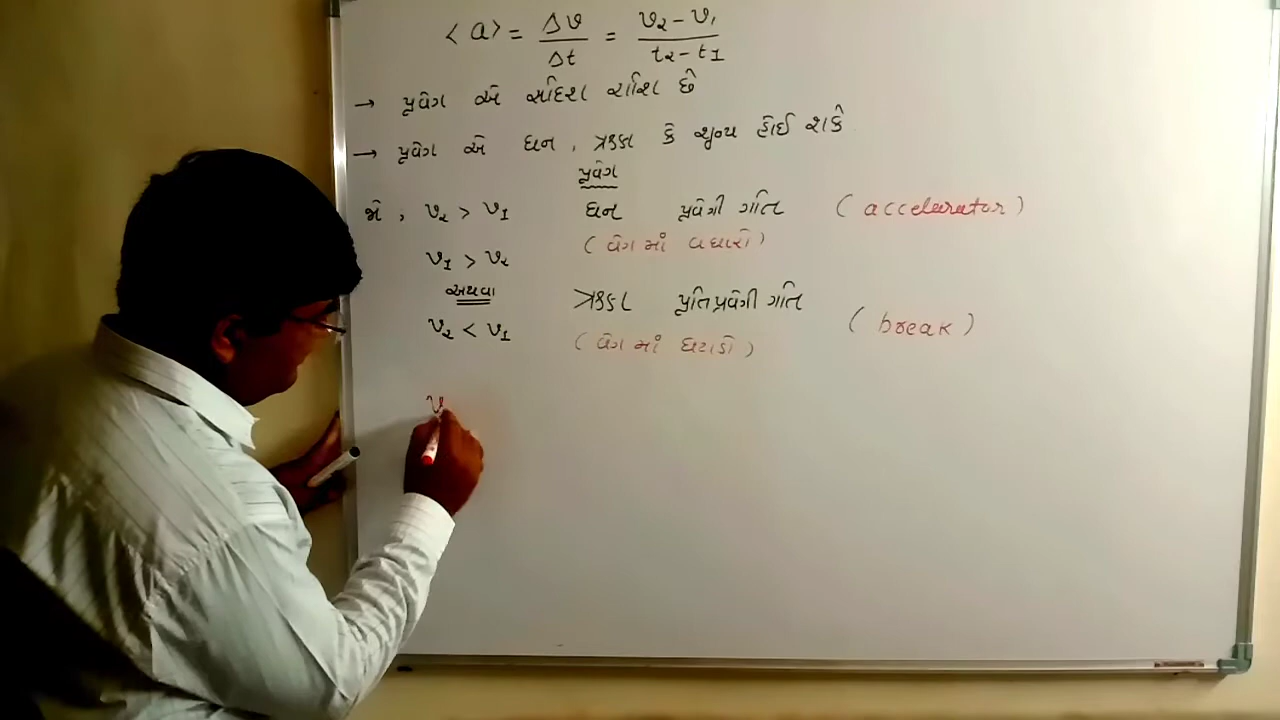 < a > = Δv / Δt = v₂ - v₁ / t₂ - t₁
→ પ્રવેગ એ સદિશ રાશિ છે
→ પ્રવેગ એ ધન, ઋણ કે શૂન્ય હોઈ શકે
પ્રવેગ
જો, v₂ > v₁ ધન પ્રવેગી ગતિ (accelarator)
(વેગ માં વધારો)
v₁ > v₂
અથવા
ઋણ પ્રતિપ્રવેગી ગતિ
v₂ < v₁ (break)
(વેગ માં ઘટાડો)
v